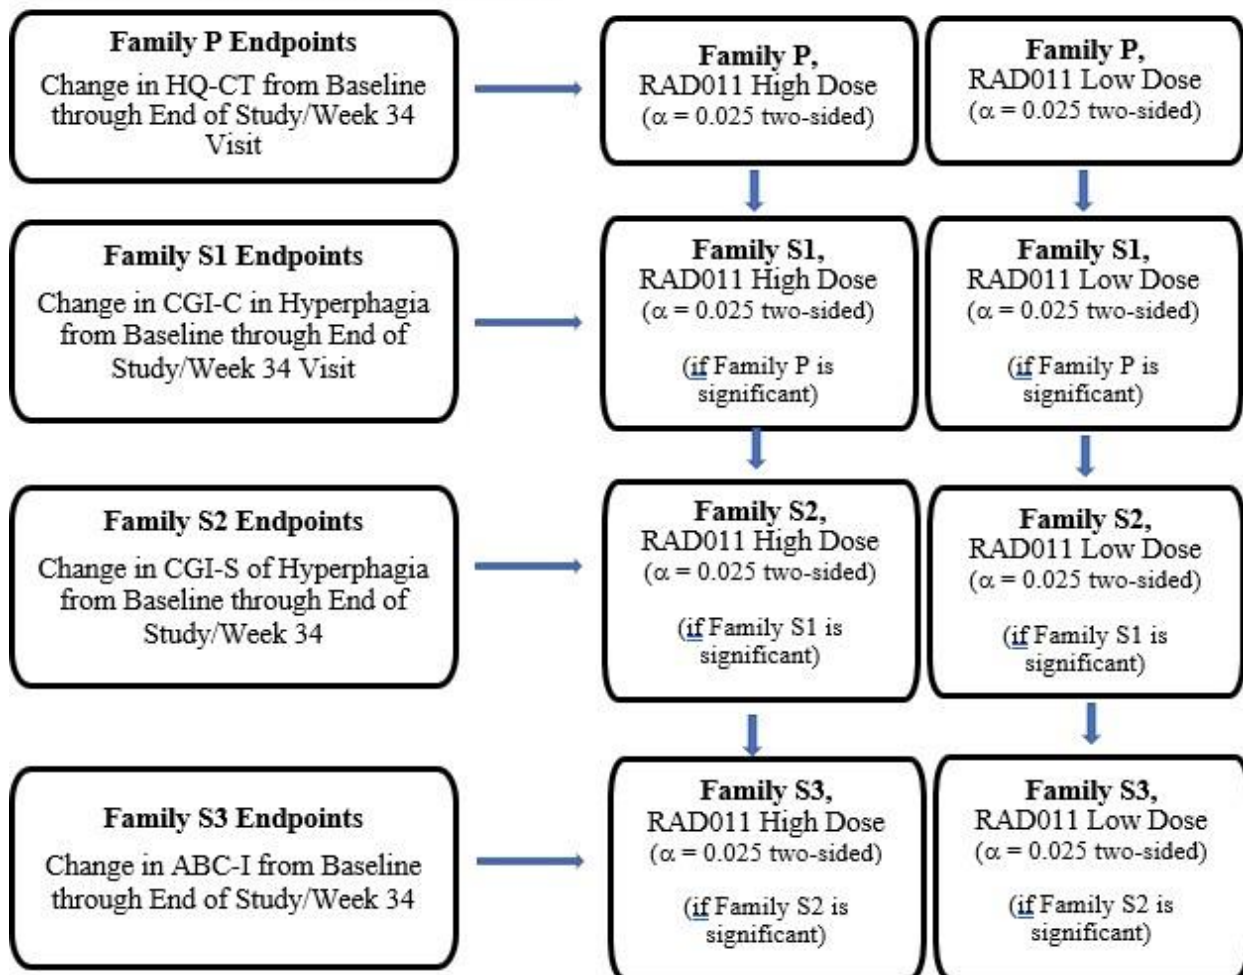 Family P Endpoints
Change in HQ-CT from Baseline
through End of Study/Week 34
Visit
Family P,
RAD011 High Dose
(α = 0.025 two-sided)
Family P,
RAD011 Low Dose
(α = 0.025 two-sided)
Family S1 Endpoints
Change in CGI-C in Hyperphagia
from Baseline through End of
Study/Week 34 Visit
Family S1,
RAD011 High Dose
(α = 0.025 two-sided)
(if Family P is
significant)
Family S1,
RAD011 Low Dose
(α = 0.025 two-sided)
(if Family P is
significant)
Family S2 Endpoints
Change in CGI-S of Hyperphagia
from Baseline through End of
Study/Week 34
Family S2,
RAD011 High Dose
(α = 0.025 two-sided)
(if Family S1 is
significant)
Family S2,
RAD011 Low Dose
(α = 0.025 two-sided)
(if Family S1 is
significant)
Family S3 Endpoints
Change in ABC-I from Baseline
through End of Study/Week 34
Family S3,
RAD011 High Dose
(α = 0.025 two-sided)
(if Family S2 is
significant)
Family S3,
RAD011 Low Dose
(α = 0.025 two-sided)
(if Family S2 is
significant)